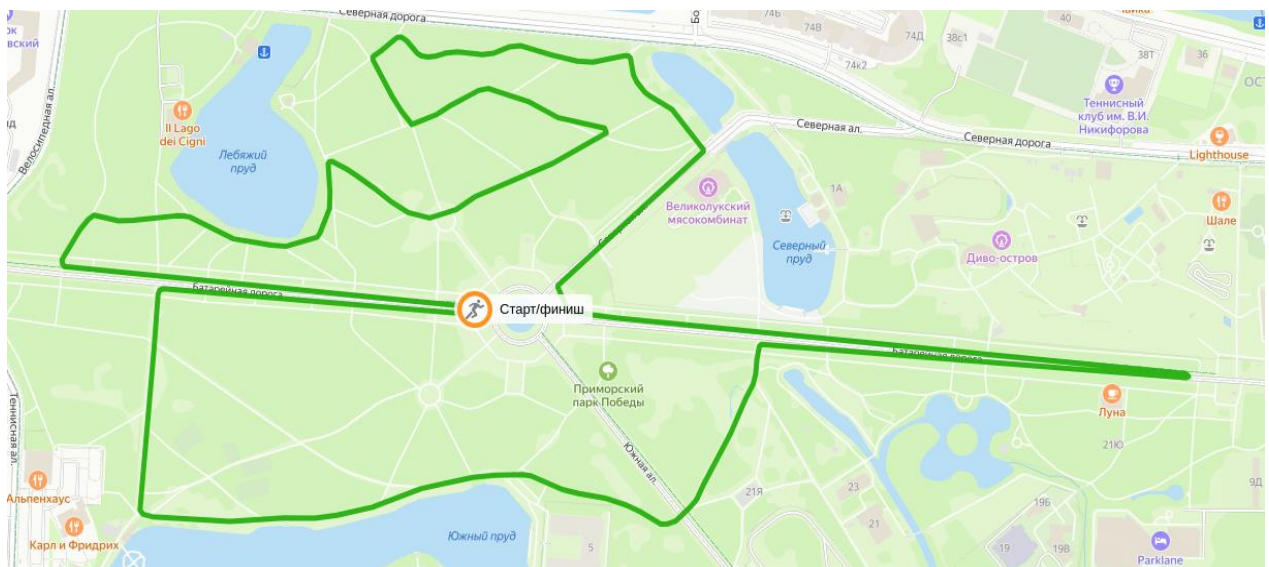 Северная дорога
74Б
74В
74Д
74к2
38с1
40
38Т
36
Чайка
Теннисный
клуб им. В.И.
Никифорова
Северная ал.
Северная дорога
Lighthouse
Велосипедная ал.
Il Lago
dei Cigni
Лебяжий
пруд
Великолукский
мясокомбинат
1А
Шале
Северный
пруд
Диво-остров
Батарейная дорога
Старт/финиш
Батарейная дорога
Приморский
парк Победы
Луна
21Ю
Теннисная ал.
Южная ал.
Альпенхаус
21Я
23
21
19Б
9Д
Карл и Фридрих
Южный пруд
5
19
19В
Parklane